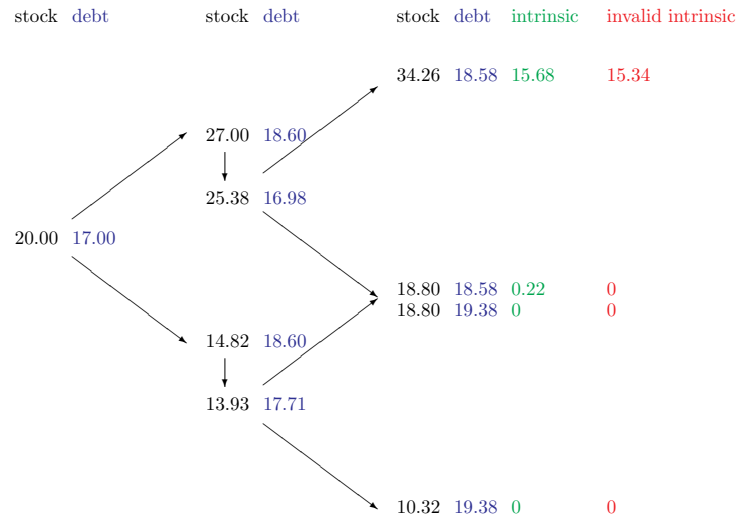 stock debt stock debt stock debt intrinsic invalid intrinsic
34.26 18.58 15.68 15.34
27.00 18.60
25.38 16.98
20.00 17.00
18.80 18.58 0.22 0
18.80 19.38 0 0
14.82 18.60
13.93 17.71
10.32 19.38 0 0